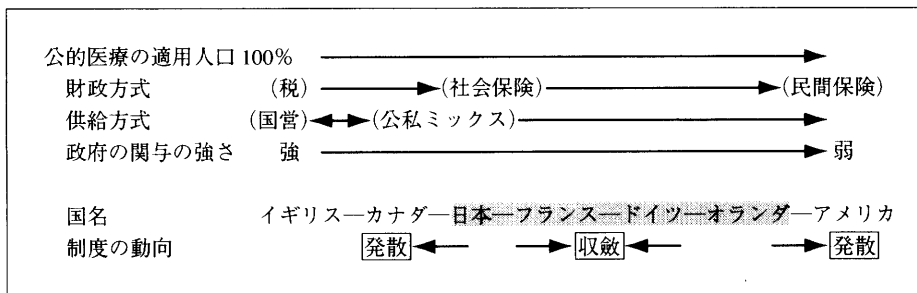 公的医療の適用人口 100%
財政方式 (税) (社会保険) (民間保険)
供給方式 (国営) (公私ミックス)
政府の関与の強さ 強 弱
国名 イギリス―カナダ―日本―フランス―ドイツ―オランダ―アメリカ
制度の動向 発散 収斂 発散